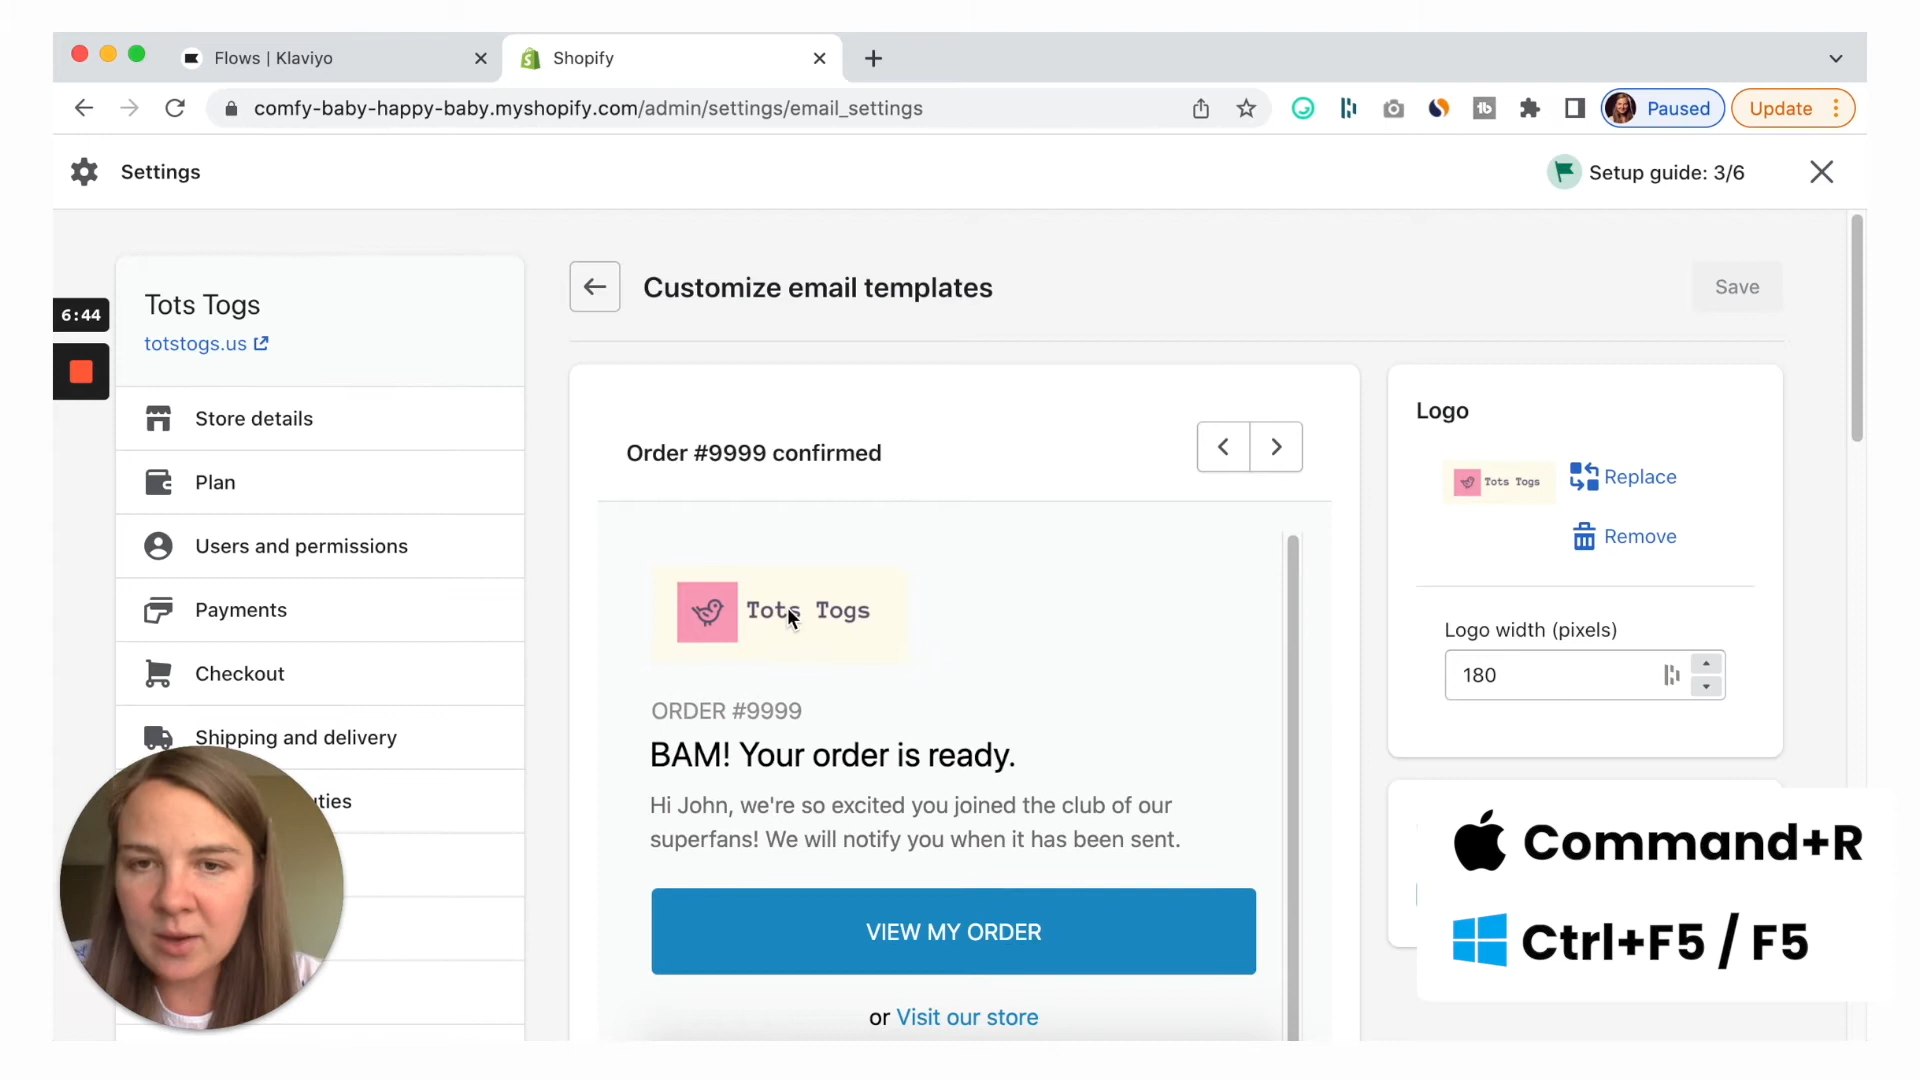 Flows | Klaviyo
Shopify
comfy-baby-happy-baby.myshopify.com/admin/settings/email_settings
Paused
Update
Settings
Setup guide: 3/6
Tots Togs
totstogs.us
6:44
Store details
Plan
Users and permissions
Payments
Checkout
Shipping and delivery
uties
Customize email templates
Save
Order #9999 confirmed
Tots Togs
ORDER #9999
BAM! Your order is ready.
Hi John, we're so excited you joined the club of our
superfans! We will notify you when it has been sent.
VIEW MY ORDER
or Visit our store
Logo
Tots Togs
Replace
Remove
Logo width (pixels)
180
Command+R
Ctrl+F5 / F5